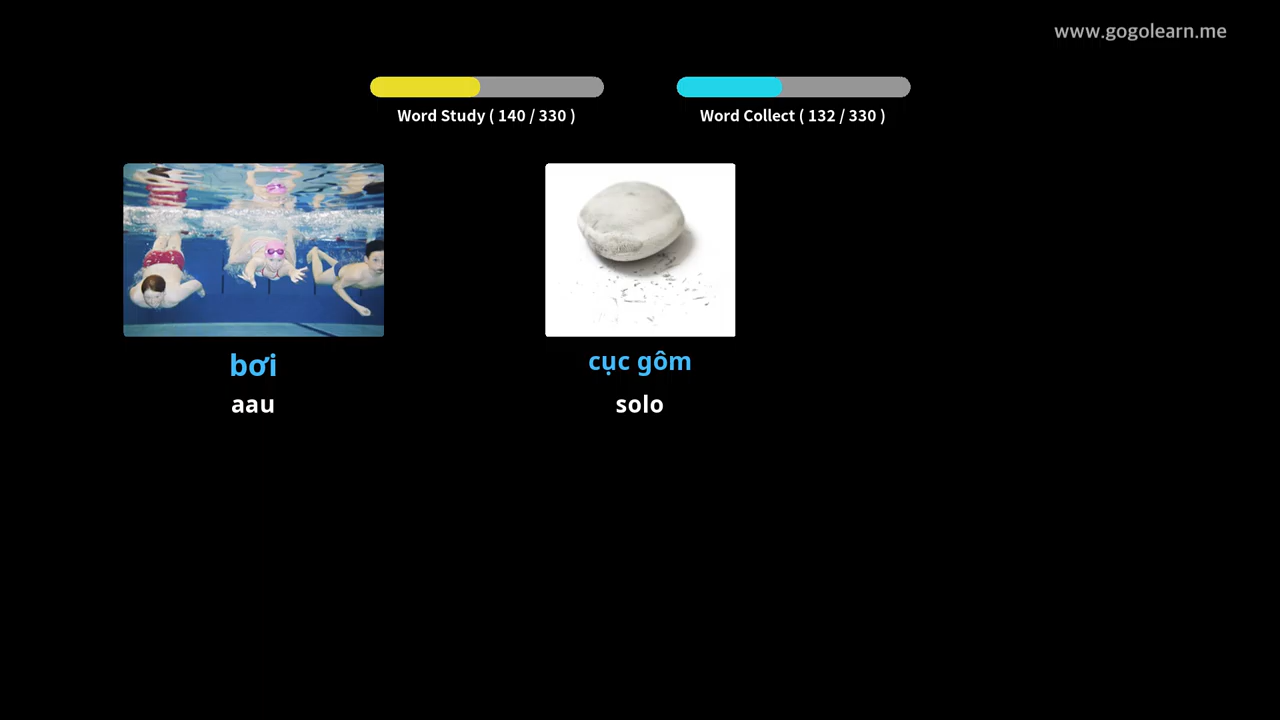 www.gogolearn.me
Word Study ( 140 / 330 )
Word Collect ( 132 / 330 )
bơi
aau
cục gôm
solo